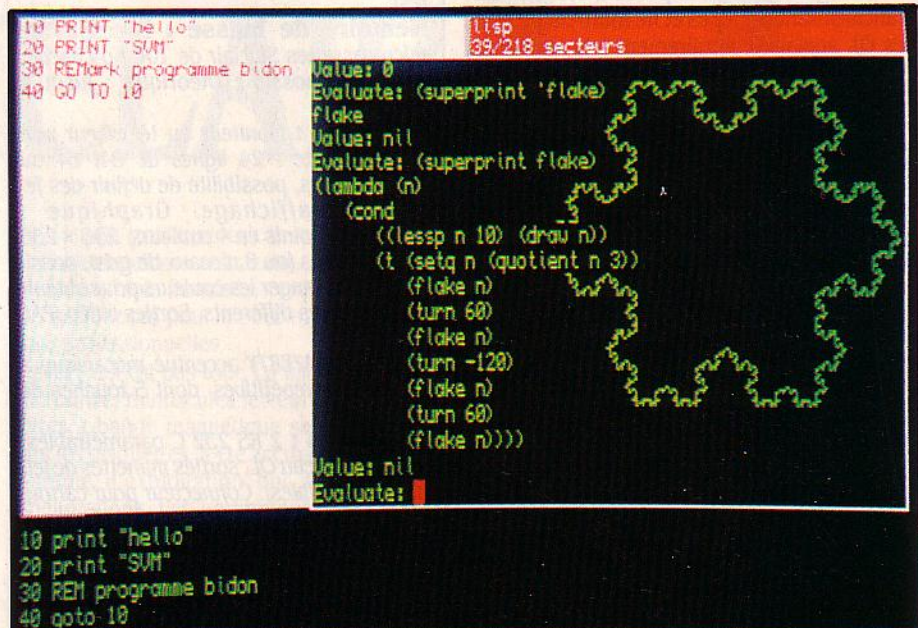 10 PRINT "hello"
20 PRINT "SVM"
30 REMark programme bidon
40 GO TO 10
lisp
39/218 secteurs
Value: 0
Evaluate: (superprint 'flake)
flake
Value: nil
Evaluate: (superprint flake)
(lambda (n)
(cond
((lessp n 10) (draw n))
(t (setq n (quotient n 3))
(flake n)
(turn 60)
(flake n)
(turn -120)
(flake n)
(turn 60)
(flake n))))
Value: nil
Evaluate:
10 print "hello"
20 print "SVM"
30 REM programme bidon
40 goto 10